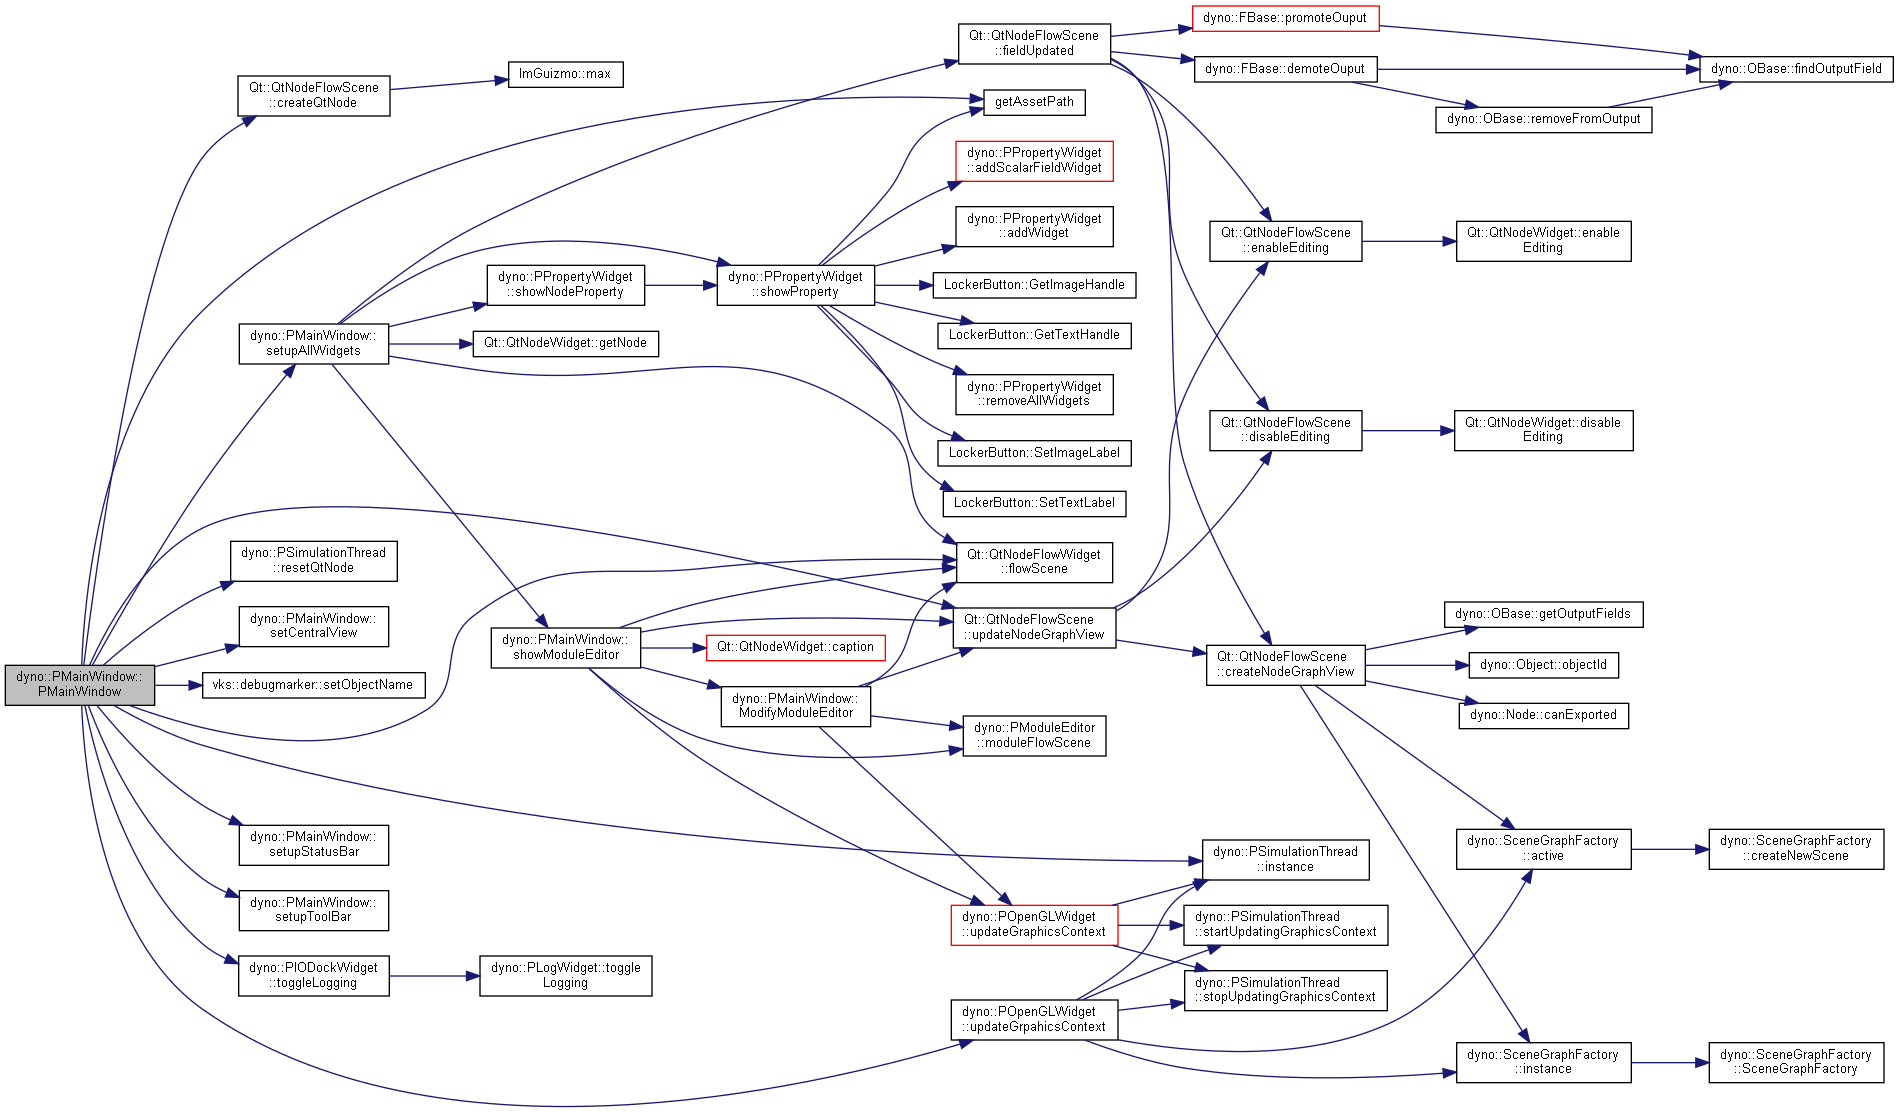 dyno::PMainWindow::
PMainWindow
Qt::QtNodeFlowScene
::createQtNode
ImGuizmo::max
dyno::PMainWindow::
setupAllWidgets
dyno::PSimulationThread
::resetQtNode
dyno::PMainWindow::
setCentralView
vks::debugmarker::setObjectName
dyno::PMainWindow::
setupStatusBar
dyno::PMainWindow::
setupToolBar
dyno::PIODockWidget
::toggleLogging
dyno::PLogWidget::toggle
Logging
dyno::PPropertyWidget
::showNodeProperty
Qt::QtNodeWidget::getNode
dyno::PMainWindow::
showModuleEditor
dyno::PPropertyWidget
::showProperty
Qt::QtNodeWidget::caption
dyno::PMainWindow::
ModifyModuleEditor
Qt::QtNodeFlowScene
::fieldUpdated
getAssetPath
dyno::PPropertyWidget
::addScalarFieldWidget
dyno::PPropertyWidget
::addWidget
LockerButton::GetImageHandle
LockerButton::GetTextHandle
dyno::PPropertyWidget
::removeAllWidgets
LockerButton::SetImageLabel
LockerButton::SetTextLabel
Qt::QtNodeFlowWidget
::flowScene
Qt::QtNodeFlowScene
::updateNodeGraphView
dyno::PModuleEditor
::moduleFlowScene
dyno::POpenGLWidget
::updateGraphicsContext
dyno::POpenGLWidget
::updateGrpahicsContext
dyno::FBase::promoteOuput
dyno::FBase::demoteOuput
dyno::OBase::findOutputField
dyno::OBase::removeFromOutput
Qt::QtNodeFlowScene
::enableEditing
Qt::QtNodeWidget::enable
Editing
Qt::QtNodeFlowScene
::disableEditing
Qt::QtNodeWidget::disable
Editing
Qt::QtNodeFlowScene
::createNodeGraphView
dyno::OBase::getOutputFields
dyno::Object::objectId
dyno::Node::canExported
dyno::PSimulationThread
::instance
dyno::PSimulationThread
::startUpdatingGraphicsContext
dyno::PSimulationThread
::stopUpdatingGraphicsContext
dyno::SceneGraphFactory
::active
dyno::SceneGraphFactory
::createNewScene
dyno::SceneGraphFactory
::instance
dyno::SceneGraphFactory
::SceneGraphFactory